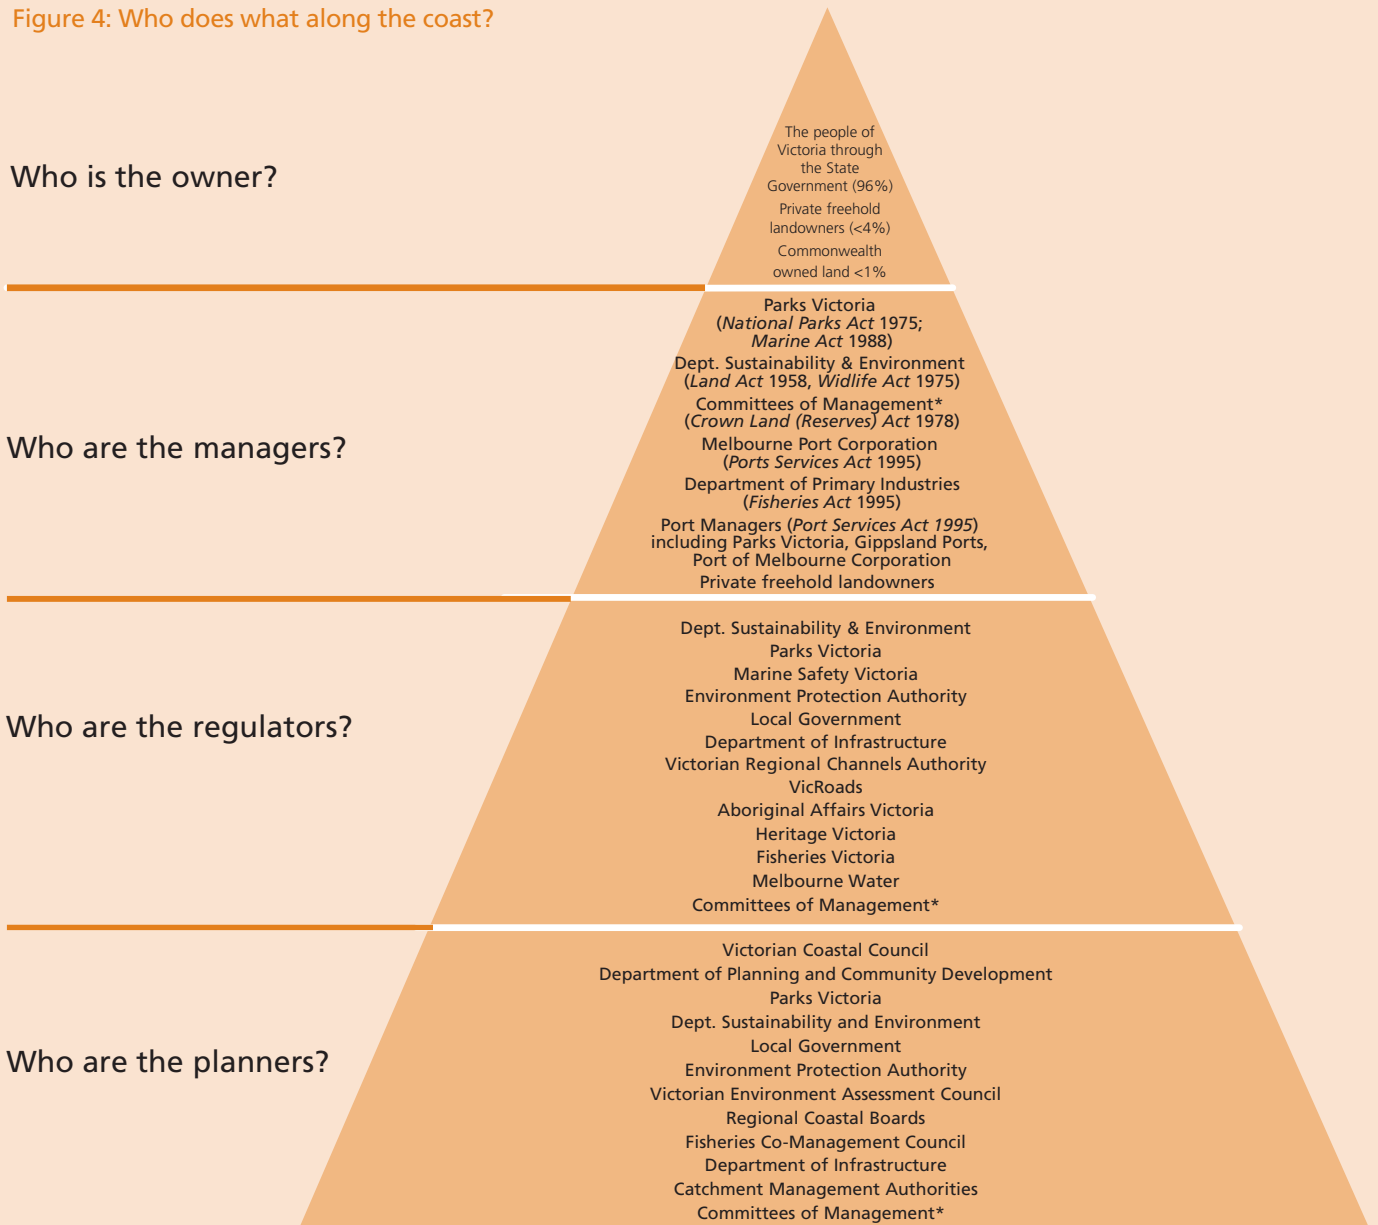 Figure 4: Who does what along the coast?
Who is the owner?
The people of
Victoria through
the State
Government (96%)
Private freehold
landowners (<4%)
Commonwealth
owned land <1%
Who are the managers?
Parks Victoria
(National Parks Act 1975;
Marine Act 1988)
Dept. Sustainability & Environment
(Land Act 1958, Widlife Act 1975)
Committees of Management*
(Crown Land (Reserves) Act 1978)
Melbourne Port Corporation
(Ports Services Act 1995)
Department of Primary Industries
(Fisheries Act 1995)
Port Managers (Port Services Act 1995)
including Parks Victoria, Gippsland Ports,
Port of Melbourne Corporation
Private freehold landowners
Who are the regulators?
Dept. Sustainability & Environment
Parks Victoria
Marine Safety Victoria
Environment Protection Authority
Local Government
Department of Infrastructure
Victorian Regional Channels Authority
VicRoads
Aboriginal Affairs Victoria
Heritage Victoria
Fisheries Victoria
Melbourne Water
Committees of Management*
Who are the planners?
Victorian Coastal Council
Department of Planning and Community Development
Parks Victoria
Dept. Sustainability and Environment
Local Government
Environment Protection Authority
Victorian Environment Assessment Council
Regional Coastal Boards
Fisheries Co-Management Council
Department of Infrastructure
Catchment Management Authorities
Committees of Management*